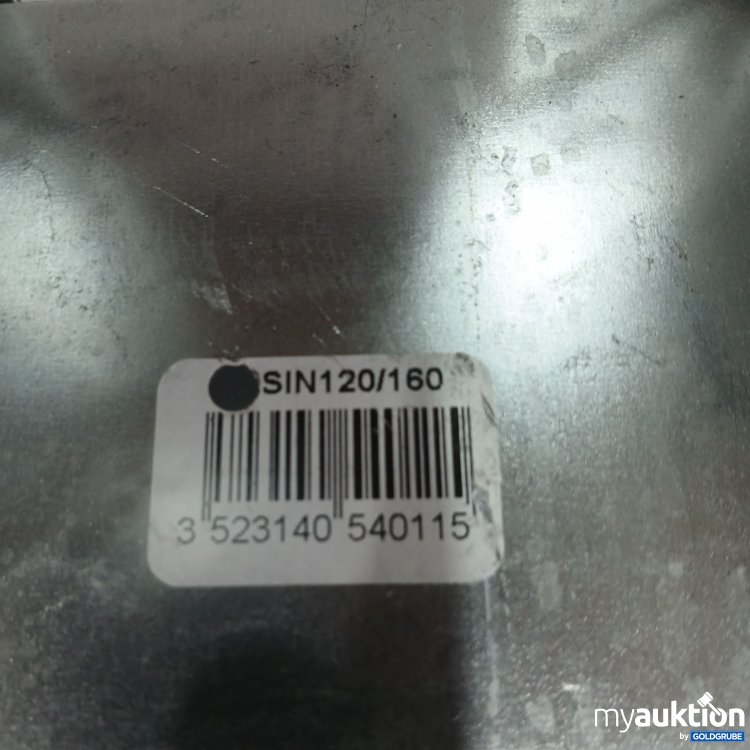 SIN120/160
3 523140 540115
myauktion
by GOLDGRUBE